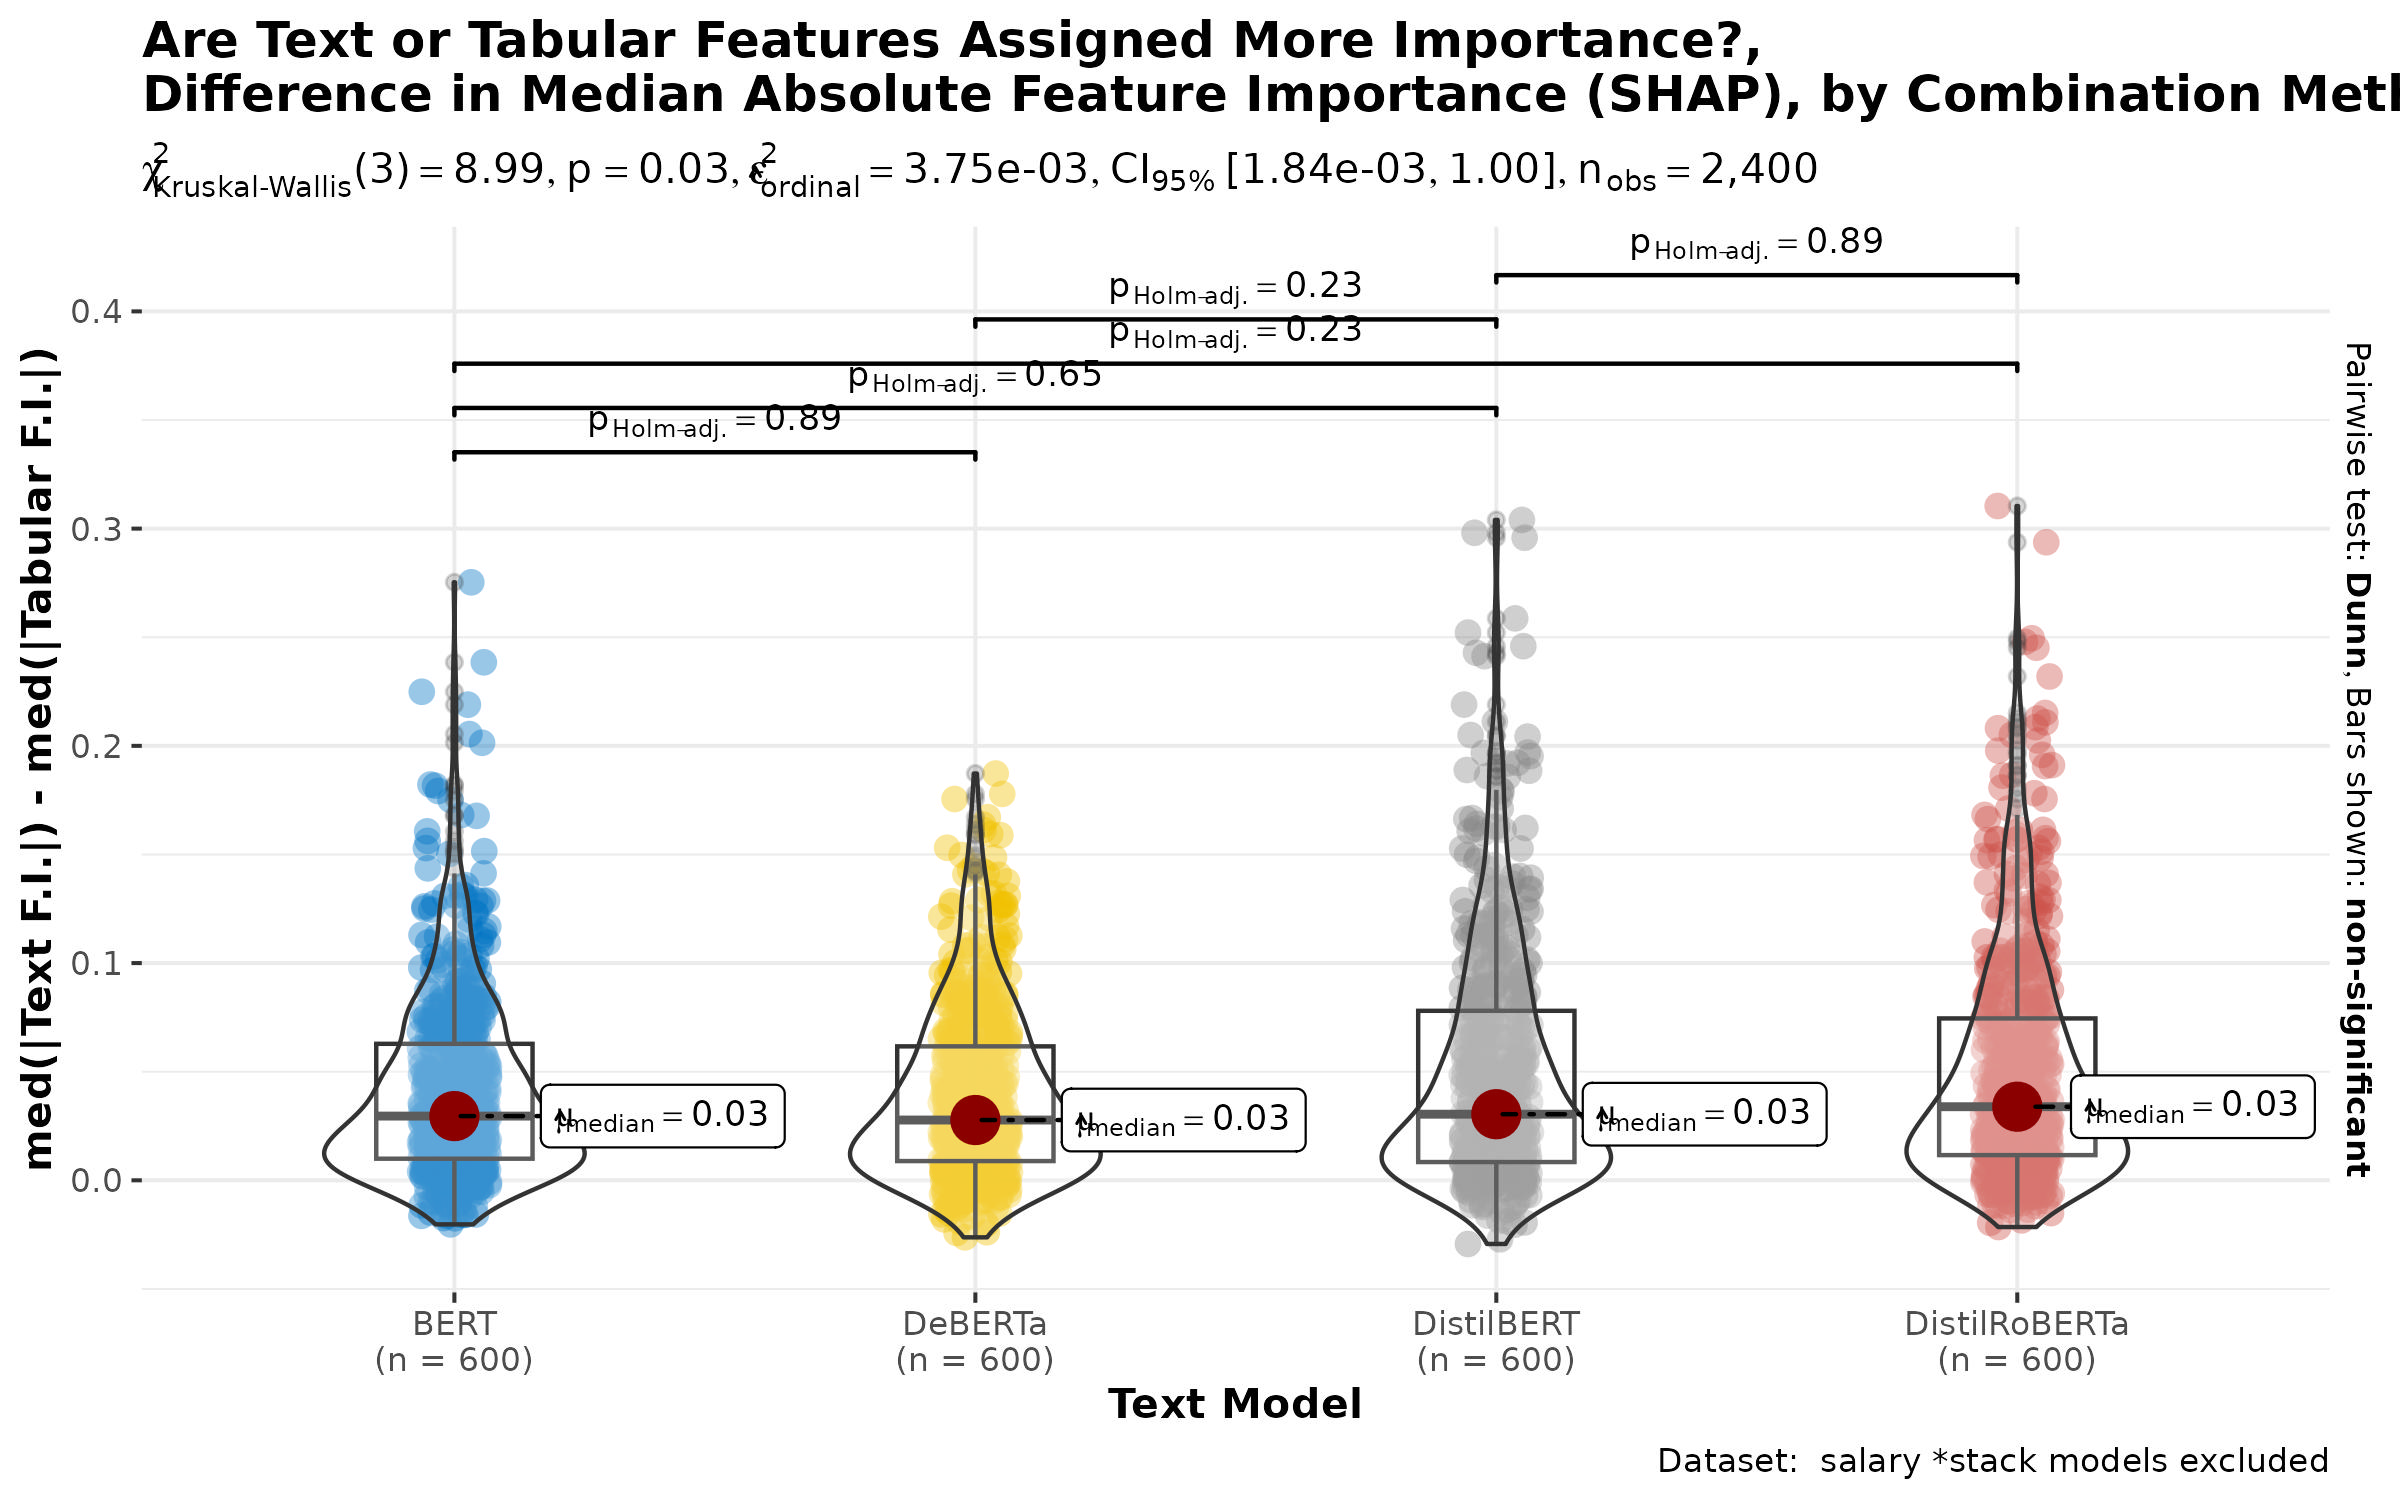 Are Text or Tabular Features Assigned More Importance?,
Difference in Median Absolute Feature Importance (SHAP), by Combination Meth
χ²Kruskal-Wallis(3) = 8.99, p = 0.03, ε̂²ordinal = 3.75e-03, CI95% [1.84e-03, 1.00], nobs = 2,400
pHolm-adj. = 0.89
pHolm-adj. = 0.23
pHolm-adj. = 0.23
pHolm-adj. = 0.65
pHolm-adj. = 0.89
0.4
0.3
0.2
0.1
0.0
med(|Text F.I.|) - med(|Tabular F.I.|)
Pairwise test: Dunn, Bars shown: non-significant
μ̂median = 0.03
μ̂median = 0.03
μ̂median = 0.03
μ̂median = 0.03
BERT
(n = 600)
DeBERTa
(n = 600)
DistilBERT
(n = 600)
DistilRoBERTa
(n = 600)
Text Model
Dataset:  salary *stack models excluded